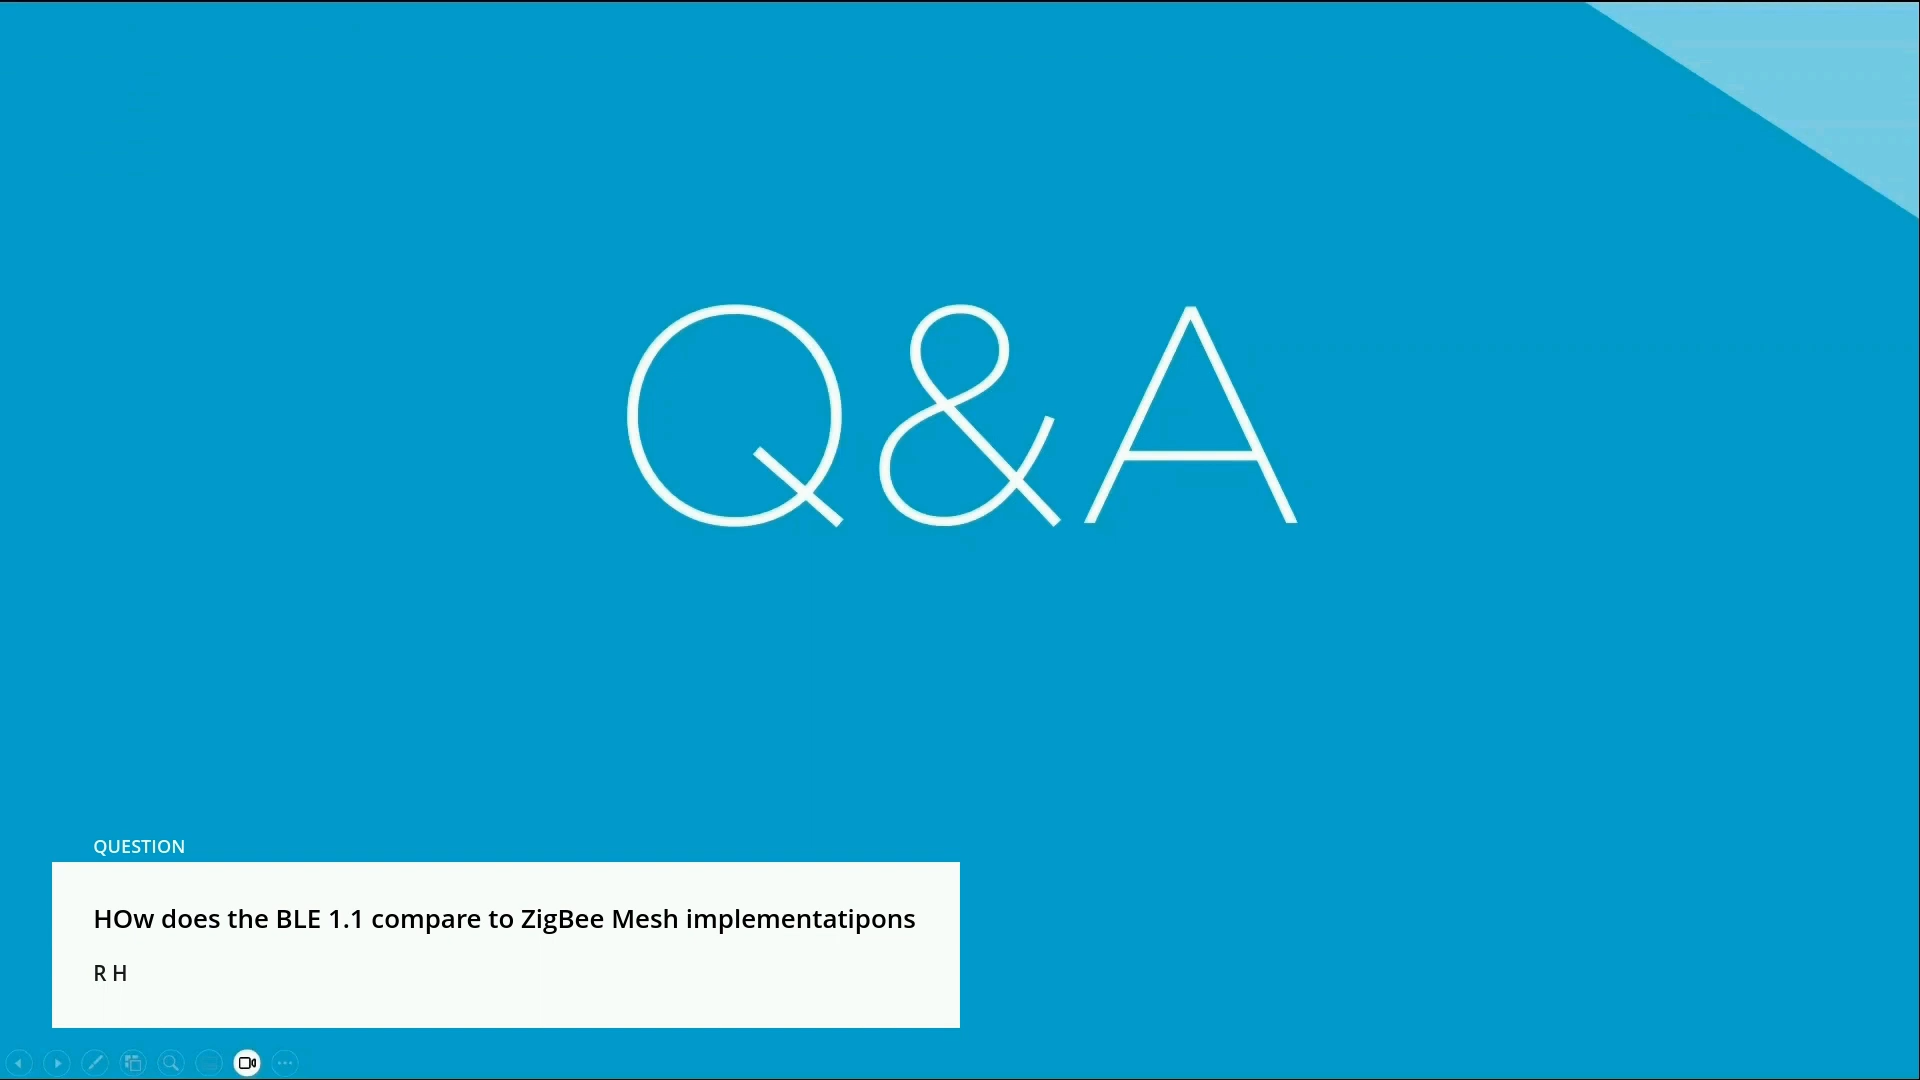 Q&A
QUESTION
HOw does the BLE 1.1 compare to ZigBee Mesh implementatipons
R H